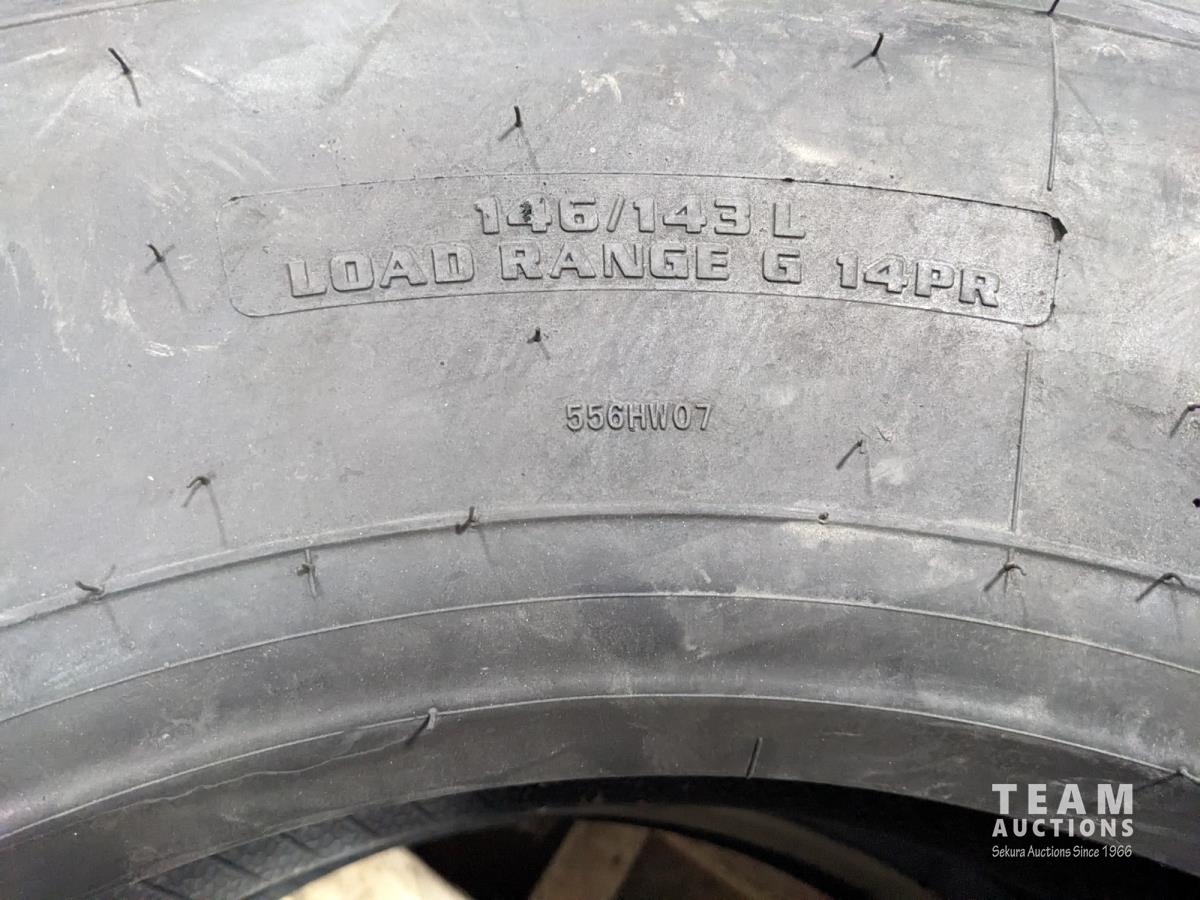 146/143 L
LOAD RANGE G 14PR
556HW07
TEAM
AUCTIONS
Sekura Auctions Since 1966